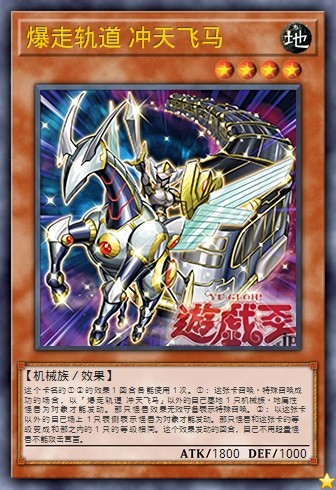 爆走轨道 冲天飞马
地
YU-GI-OH!
遊戯王
【机械族/效果】
这个卡名的①②的效果1回合各能使用1次。①：这张卡召唤·特殊召唤成
功的场合，以「爆走轨道 冲天飞马」以外的自己墓地1只机械族·地属性
怪兽为对象才能发动。那只怪兽效果无效守备表示特殊召唤。②：以这张卡
以外的自己场上1只表侧表示怪兽为对象才能发动。那只怪兽和这张卡的等
级变成和那之内的1只的等级相同。这个效果发动的回合，自己不用超量怪
兽不能攻击宣言。
ATK/1800 DEF/1000